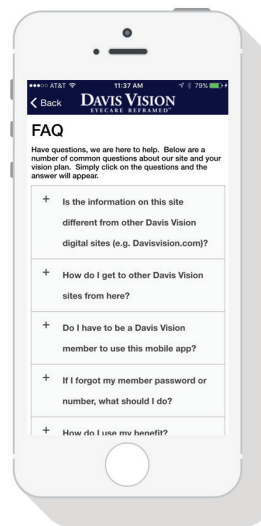 ●●●○○ AT&T 11:37 AM 79%
Back DAVIS VISION
EYECARE REFRAMED™
FAQ
Have questions, we are here to help. Below are a
number of common questions about our site and your
vision plan. Simply click on the questions and the
answer will appear.
+ Is the information on this site
different from other Davis Vision
digital sites (e.g. Davisvision.com)?
+ How do I get to other Davis Vision
sites from here?
+ Do I have to be a Davis Vision
member to use this mobile app?
+ If I forgot my member password or
number, what should I do?
+ How do I use my benefit?